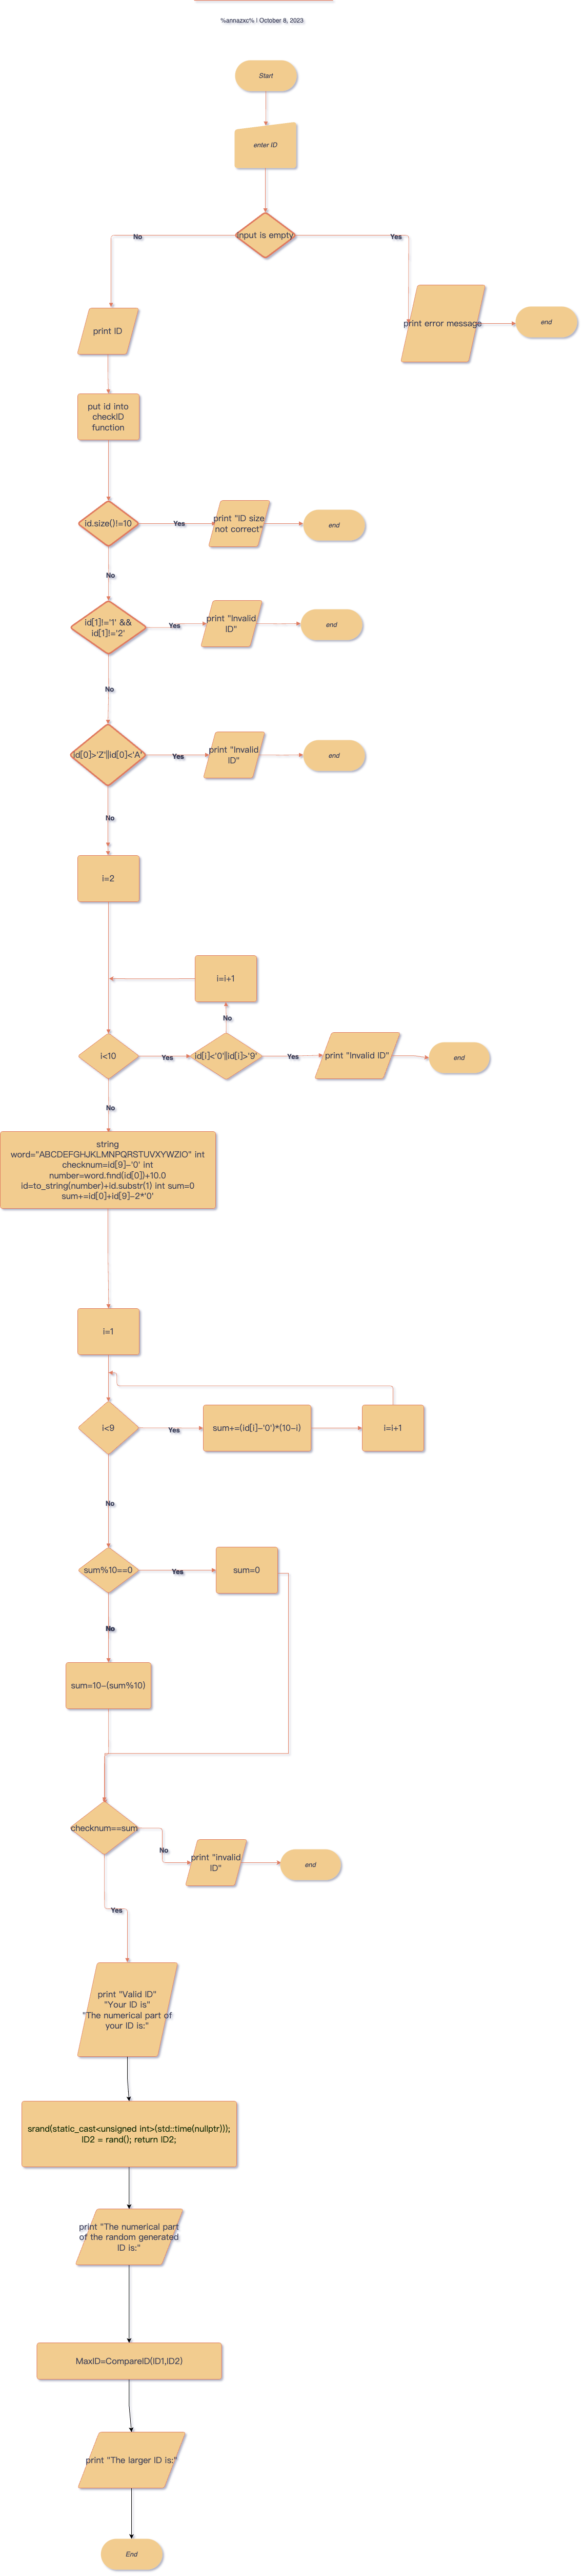 %annazxc% | October 8, 2023
Start
enter ID
input is empty
No
Yes
print ID
print error message
end
put id into
checkID
function
id.size()!=10
Yes
print "ID size
not correct"
end
No
id[1]!='1' &&
id[1]!='2'
Yes
print "Invalid
ID"
end
No
id[0]>'Z'||id[0]<'A'
Yes
print "Invalid
ID"
end
No
i=2
i=i+1
No
i<10
Yes
id[i]<'0'||id[i]>'9'
Yes
print "Invalid ID"
end
No
string
word="ABCDEFGHJKLMNPQRSTUVXYWZIO" int
checknum=id[9]-'0' int
number=word.find(id[0])+10.0
id=to_string(number)+id.substr(1) int sum=0
sum+=id[0]+id[9]-2*'0'
i=1
i<9
Yes
sum+=(id[i]-'0')*(10-i)
i=i+1
No
sum%10==0
Yes
sum=0
No
sum=10-(sum%10)
checknum==sum
No
print "invalid
ID"
end
Yes
print "Valid ID"
"Your ID is"
"The numerical part of
your ID is:"
srand(static_cast<unsigned int>(std::time(nullptr)));
ID2 = rand(); return ID2;
print "The numerical part
of the random generated
ID is:"
MaxID=CompareID(ID1,ID2)
print "The larger ID is:"
End